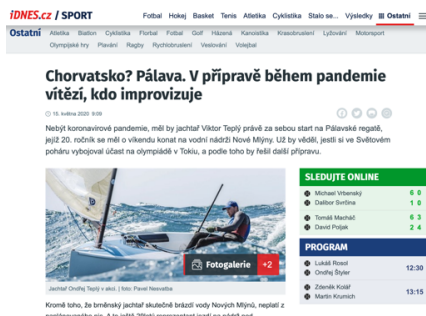 iDNES.cz / SPORT
Fotbal Hokej Basket Tenis Atletika Cyklistika Stalo se... Výsledky Ostatní
Ostatní
Atletika Biatlon Cyklistika Florbal Fotbal Golf Házená Kanoistika Krasobruslení Lyžování Motorsport
Olympijské hry Plavání Ragby Rychlobruslení Veslování Volejbal
Chorvatsko? Pálava. V přípravě během pandemie
vítězí, kdo improvizuje
15. května 2020 9:09
Nebýt koronavirové pandemie, měl by jachtař Viktor Teplý právě za sebou start na Pálavské regatě,
jejíž 20. ročník se měl o víkendu konat na vodní nádrži Nové Mlýny. Už by věděl, jestli si ve Světovém
poháru vybojoval účast na olympiádě v Tokiu, a podle toho by řešil další přípravu.
Fotogalerie +2
Jachtař Ondřej Teplý v akci. | foto: Pavel Nesvadba
Kromě toho, že brněnský jachtař skutečně brázdí vody Nových Mlýnů, neplatí z
SLEDUJTE ONLINE
Michael Vrbenský 6 0
Dalibor Svrčina 1 0
Tomáš Macháč 6 3
David Poljak 2 4
PROGRAM
Lukáš Rosol
Ondřej Štyler
12:30
Zdeněk Kolář
Martin Krumich
13:15